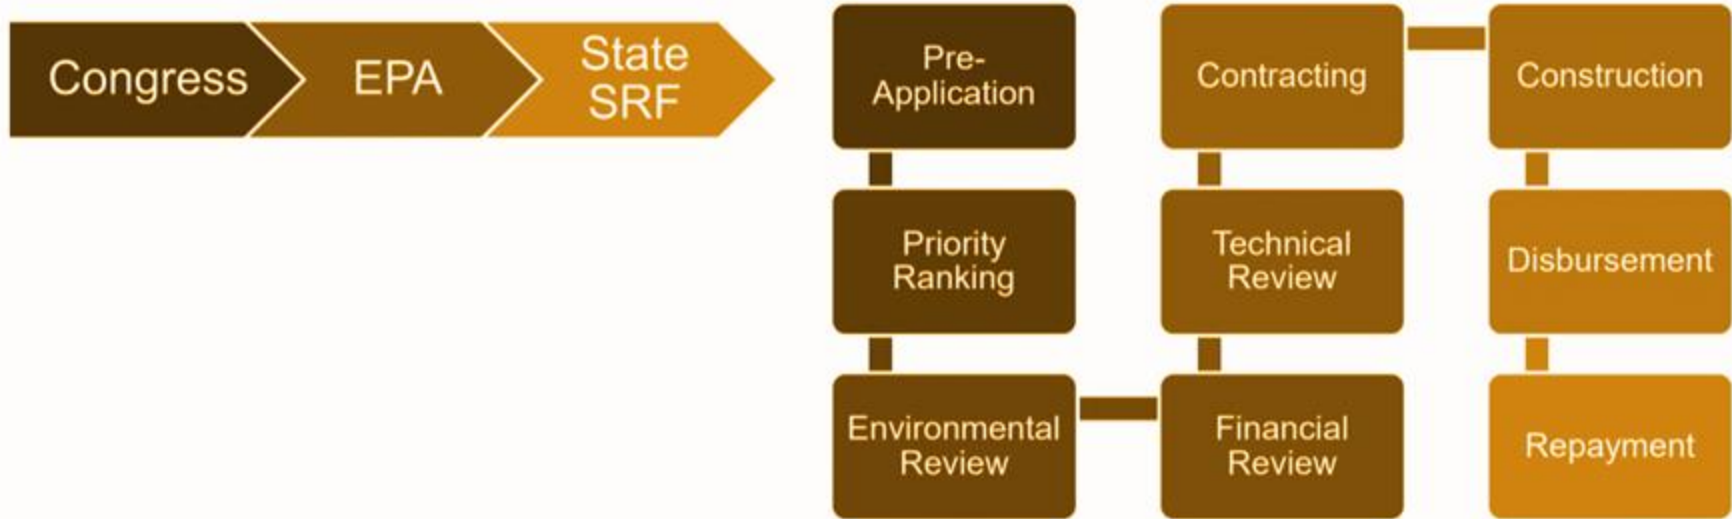 Congress
EPA
State
SRF
Pre-
Application
Priority
Ranking
Environmental
Review
Financial
Review
Technical
Review
Contracting
Construction
Disbursement
Repayment